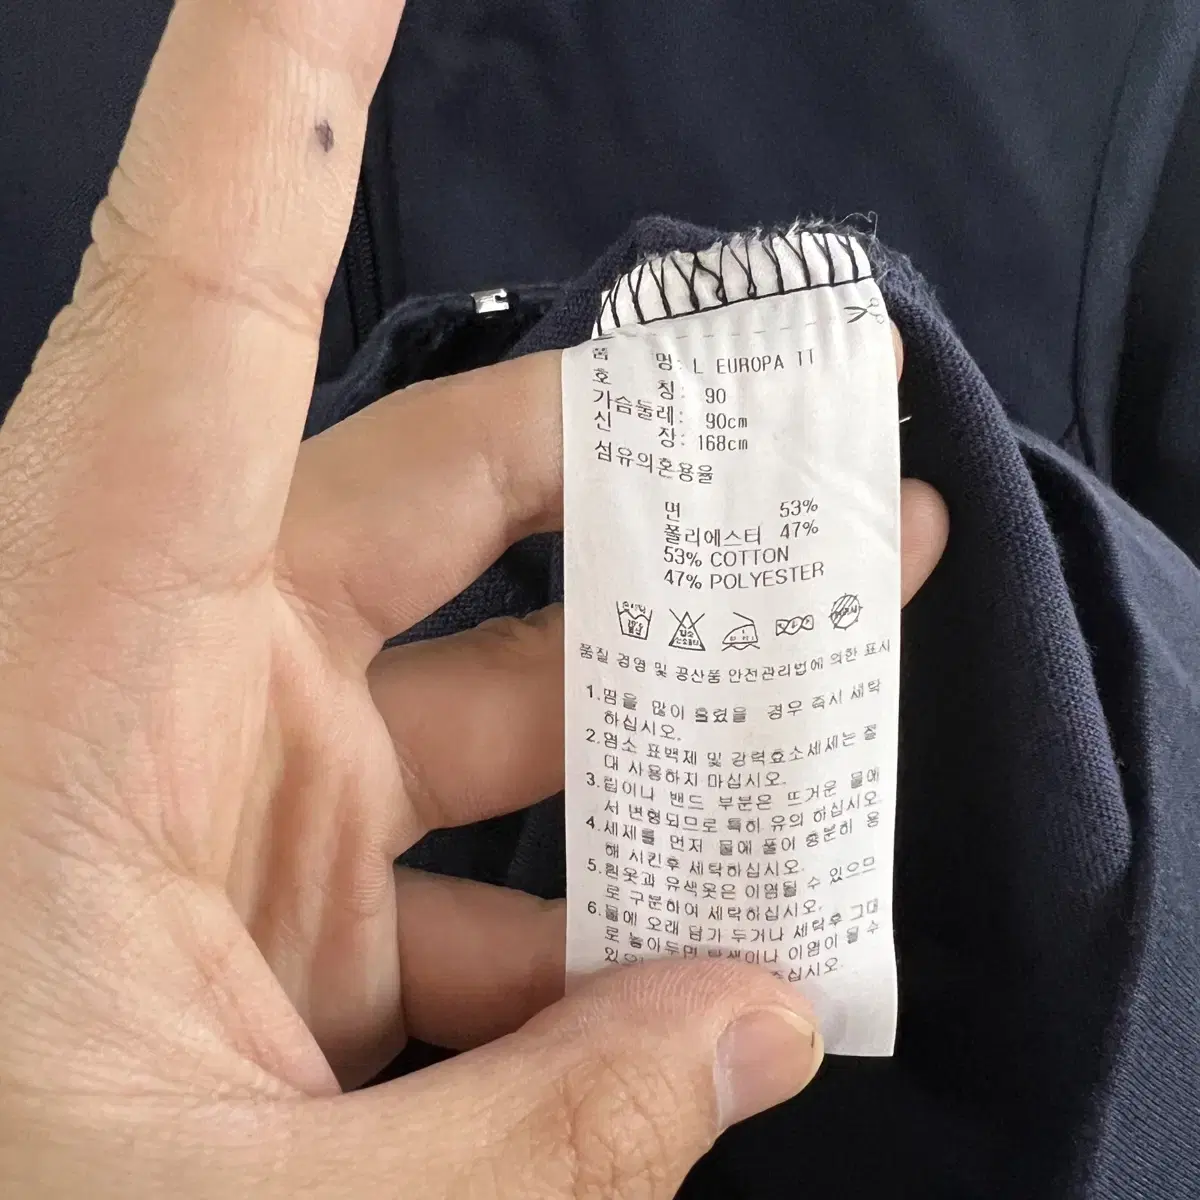 품 명: L EUROPA TT
호 칭: 90
가슴둘레: 90cm
신 장: 168cm
섬유의혼용율
면 53%
폴리에스터 47%
53% COTTON
47% POLYESTER
품질 경영 및 공산품 안전관리법에 의한 표시
1.땀을 많이 흘렸을 경우 즉시 세탁
하십시오.
2.염소 표백제 및 강력효소세제는 절
대 사용하지 마십시오.
3.립이나 밴드 부분은 뜨거운 물에
서 변형되므로 특히 유의 하십시오.
4.세제를 먼저 물에 풀어 충분히 용
해 시킨후 세탁하십시오.
5.흰옷과 유색옷은 이염될 수 있으므
로 구분하여 세탁하십시오.
6.물에 오래 담가 두거나 세탁후 그대
로 놓아두면 탈색이나 이염이 될 수